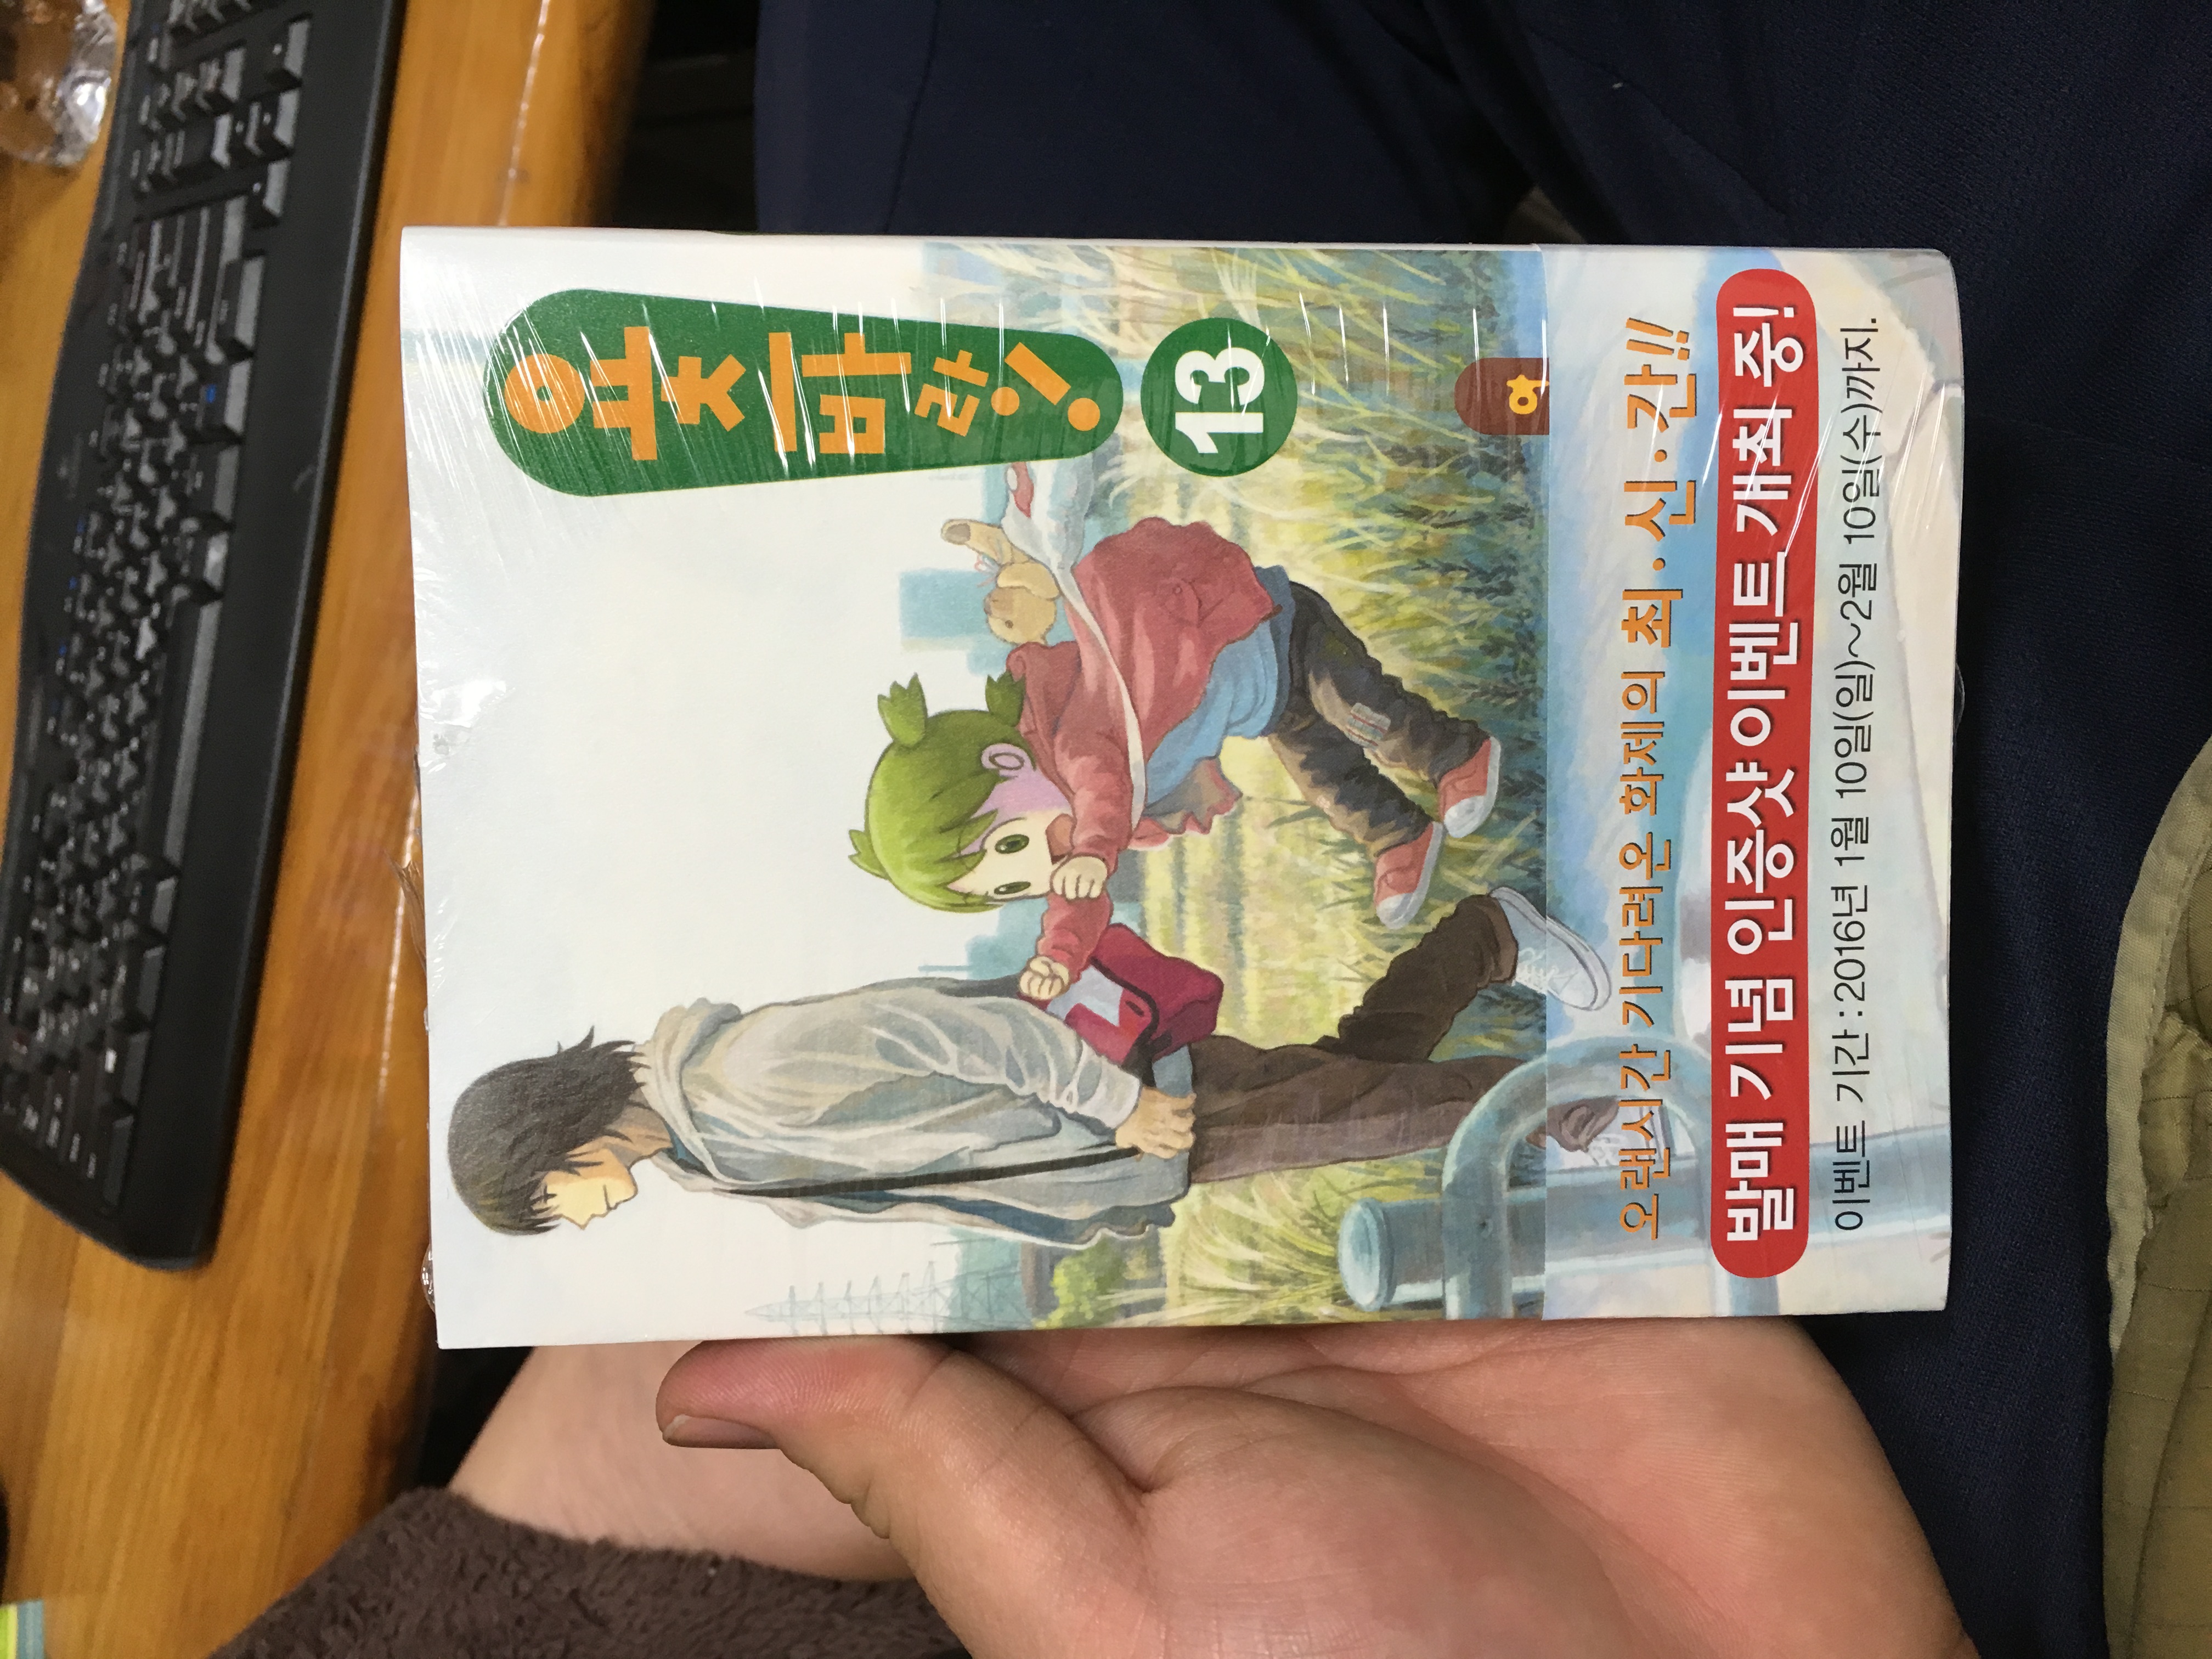 요츠바랑!
13
오랜시간 기다려온 화제의 최·신·간!!
발매 기념 인증샷이벤트 개최 중!
이벤트 기간 : 2016년 1월 10일(일)~2월 10일(수)까지.